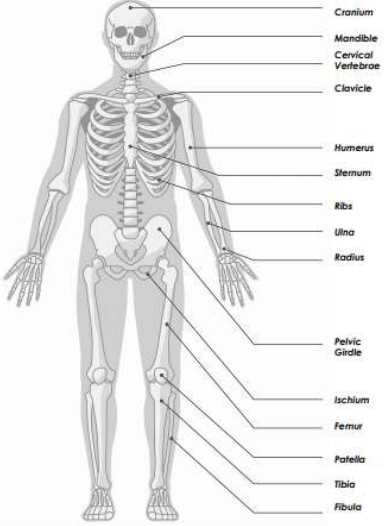 Cranium
Mandible
Cervical
Vertebrae
Clavicle
Humerus
Sternum
Ribs
Ulna
Radius
Pelvic
Girdle
Ischium
Femur
Patella
Tibia
Fibula